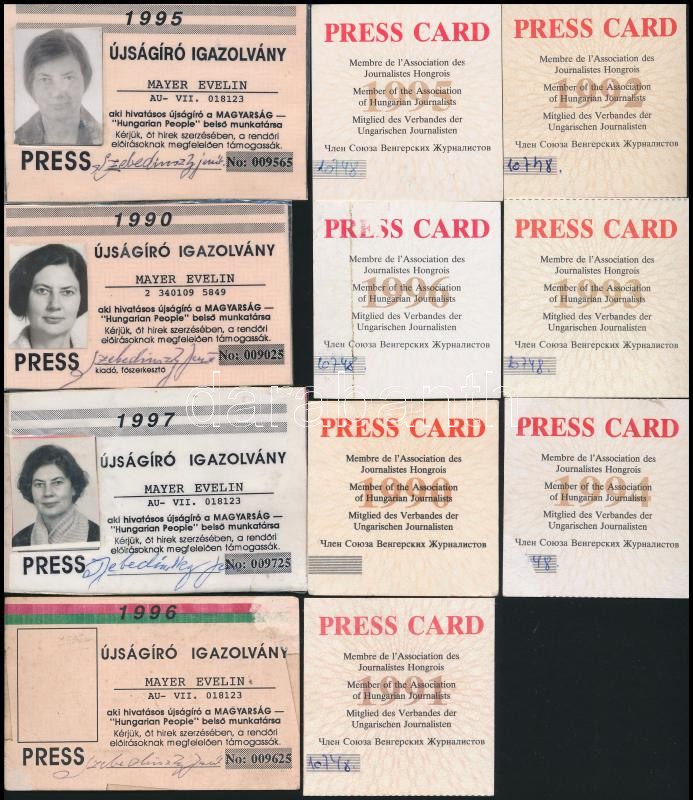 1995
ÚJSÁGÍRÓ IGAZOLVÁNY
MAYER EVELIN
AU- VII. 018123
aki hivatásos újságíró a MAGYARSÁG —
"Hungarian People" belső munkatársa
Kérjük, őt hírek szerzésében, a rendőri
előírásoknak megfelelően támogassák.
PRESS
No: 009565
PRESS CARD
Membre de l'Association des
Journalistes Hongrois
1995
Member of the Association
of Hungarian Journalists
Mitglied des Verbandes der
Ungarischen Journalisten
Член Союза Венгерских Журналистов
10748
PRESS CARD
Membre de l'Association des
Journalistes Hongrois
1992
Member of the Association
of Hungarian Journalists
Mitglied des Verbandes der
Ungarischen Journalisten
Член Союза Венгерских Журналистов
10748.
1990
ÚJSÁGÍRÓ IGAZOLVÁNY
MAYER EVELIN
2 340109 5849
aki hivatásos újságíró a MAGYARSÁG —
"Hungarian People" belső munkatársa
Kérjük, őt hírek szerzésében, a rendőri
előírásoknak megfelelően támogassák.
PRESS
No: 009025
kiadó, főszerkesztő
PRESS CARD
Membre de l'Association des
Journalistes Hongrois
1996
Member of the Association
of Hungarian Journalists
Mitglied des Verbandes der
Ungarischen Journalisten
Член Союза Венгерских Журналистов
10748
PRESS CARD
Membre de l'Association des
Journalistes Hongrois
1993
Member of the Association
of Hungarian Journalists
Mitglied des Verbandes der
Ungarischen Journalisten
Член Союза Венгерских Журналистов
10748.
darabanth
1997
ÚJSÁGÍRÓ IGAZOLVÁNY
MAYER EVELIN
AU- VII. 018123
aki hivatásos újságíró a MAGYARSÁG —
"Hungarian People" belső munkatársa
Kérjük, őt hírek szerzésében, a rendőri
előírásoknak megfelelően támogassák.
PRESS
No: 009725
PRESS CARD
Membre de l'Association des
Journalistes Hongrois
1990
Member of the Association
of Hungarian Journalists
Mitglied des Verbandes der
Ungarischen Journalisten
Член Союза Венгерских Журналистов
PRESS CARD
Membre de l'Association des
Journalistes Hongrois
1994
Member of the Association
of Hungarian Journalists
Mitglied des Verbandes der
Ungarischen Journalisten
Член Союза Венгерских Журналистов
48
1996
ÚJSÁGÍRÓ IGAZOLVÁNY
MAYER EVELIN
AU- VII. 018123
aki hivatásos újságíró a MAGYARSÁG —
"Hungarian People" belső munkatársa
Kérjük, őt hírek szerzésében, a rendőri
előírásoknak megfelelően támogassák.
PRESS
No: 009625
PRESS CARD
Membre de l'Association des
Journalistes Hongrois
1991
Member of the Association
of Hungarian Journalists
Mitglied des Verbandes der
Ungarischen Journalisten
Член Союза Венгерских Журналистов
10748.